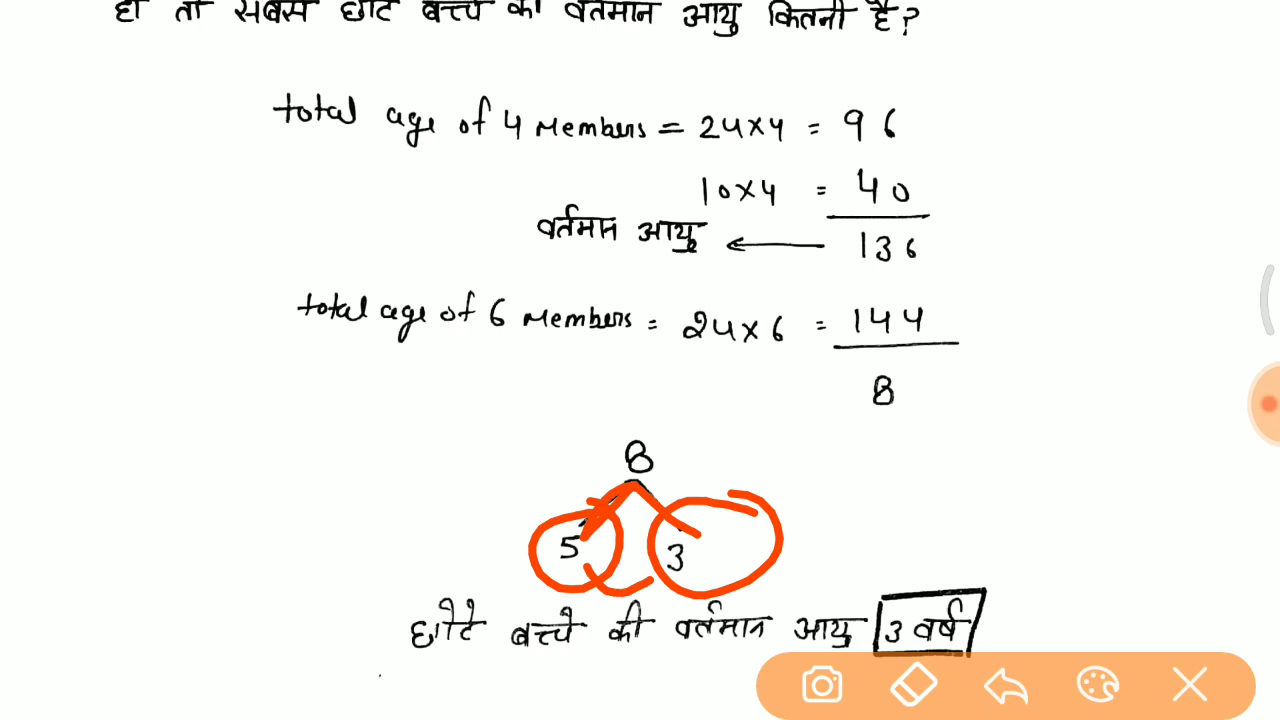 हो तो सबसे छोटे बच्चे की वर्तमान आयु कितनी है?
total age of 4 members = 24×4 = 96
10×4 = 40
वर्तमान आयु ← 136
total age of 6 members = 24×6 = 144
8
8
5 3
छोटे बच्चे की वर्तमान आयु 3 वर्ष